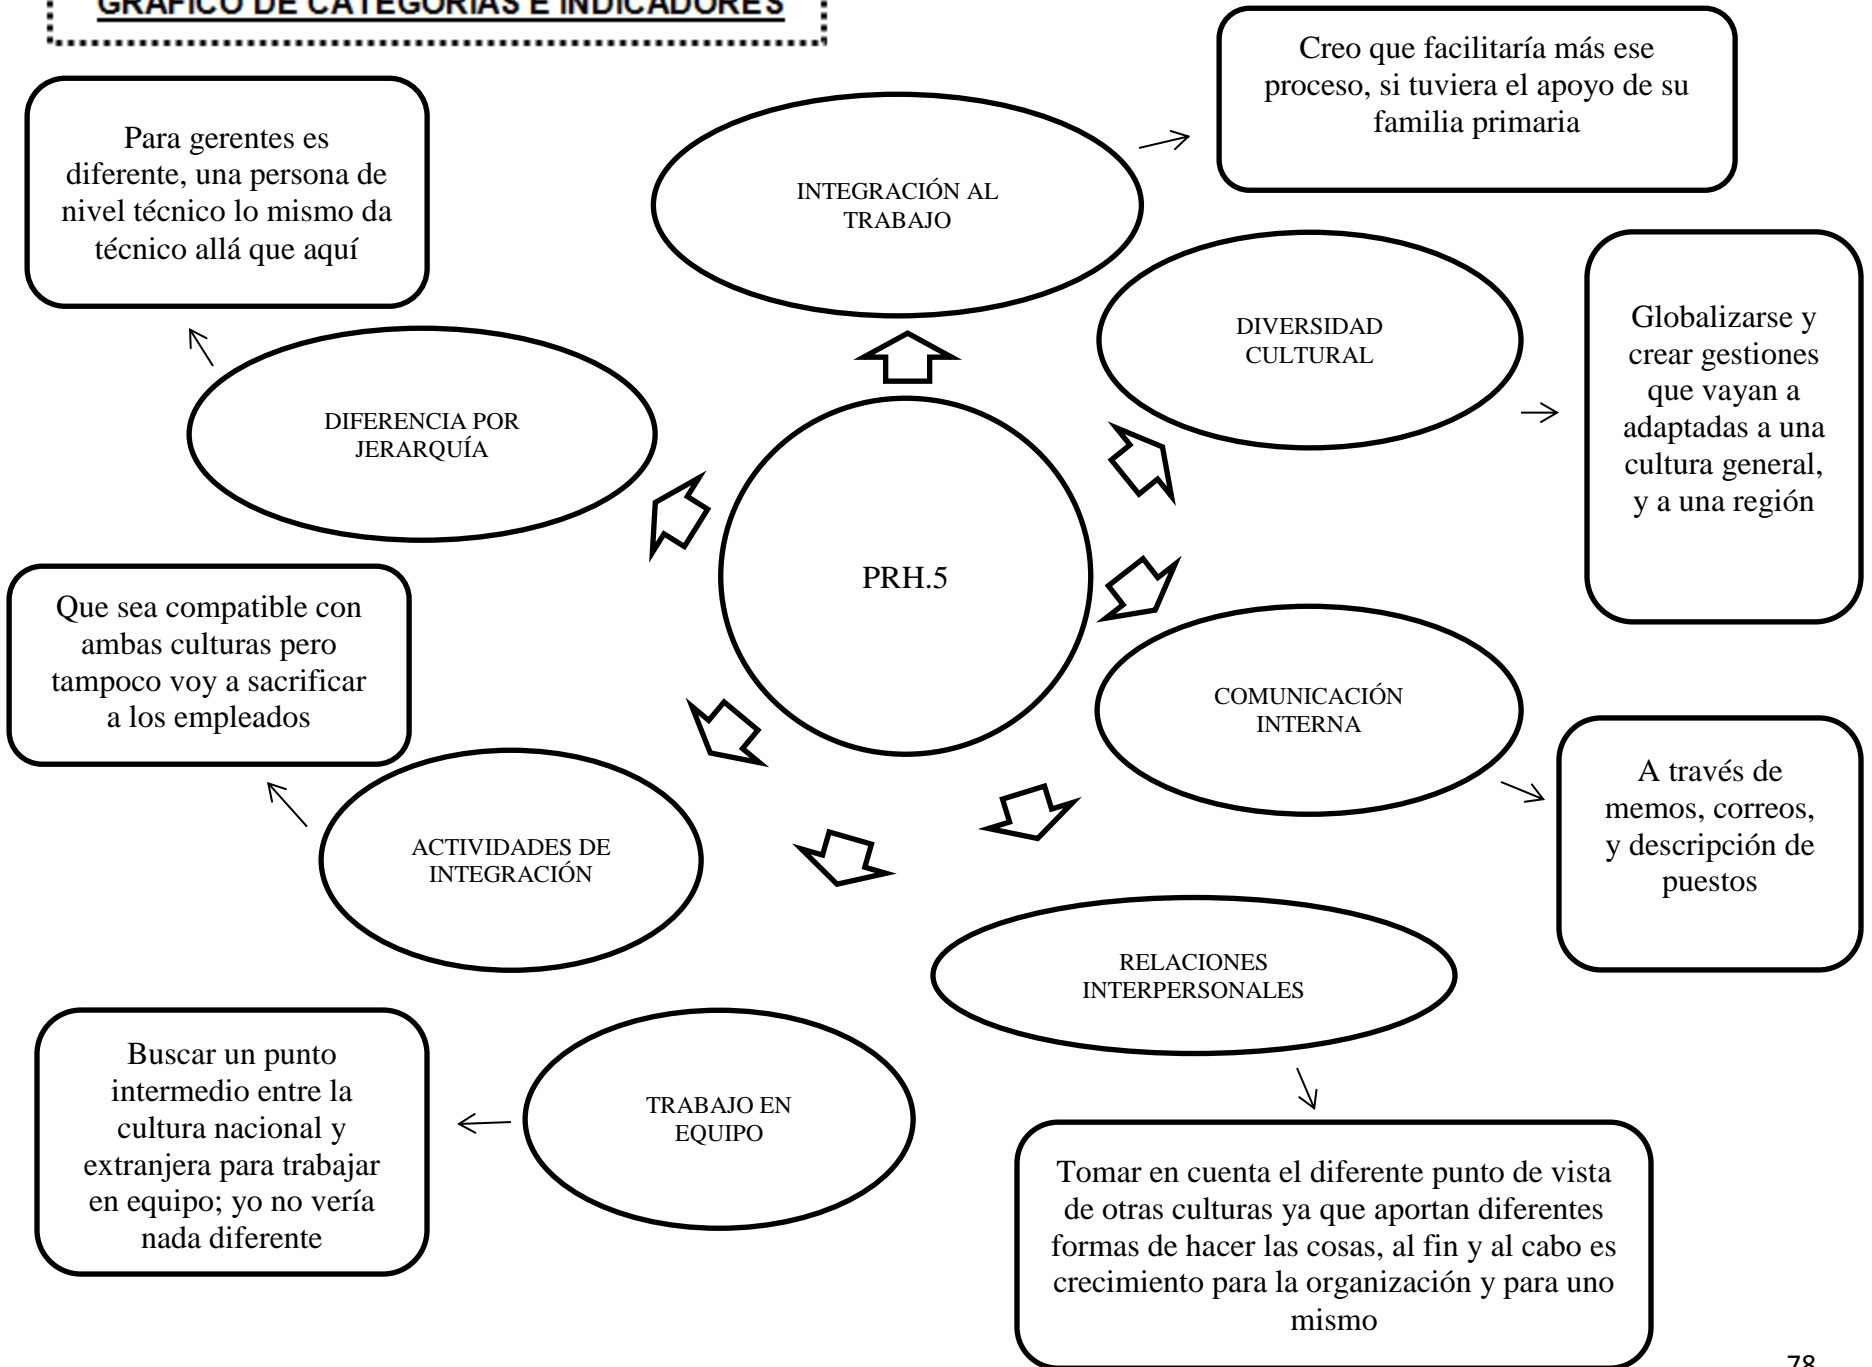 GRÁFICO DE CATEGORÍAS E INDICADORES
Creo que facilitaría más ese
proceso, si tuviera el apoyo de su
familia primaria
Para gerentes es
diferente, una persona de
nivel técnico lo mismo da
técnico allá que aquí
INTEGRACIÓN AL
TRABAJO
DIVERSIDAD
CULTURAL
Globalizarse y
crear gestiones
que vayan a
adaptadas a una
cultura general,
y a una región
DIFERENCIA POR
JERARQUÍA
PRH.5
Que sea compatible con
ambas culturas pero
tampoco voy a sacrificar
a los empleados
COMUNICACIÓN
INTERNA
A través de
memos, correos,
y descripción de
puestos
ACTIVIDADES DE
INTEGRACIÓN
RELACIONES
INTERPERSONALES
Buscar un punto
intermedio entre la
cultura nacional y
extranjera para trabajar
en equipo; yo no vería
nada diferente
TRABAJO EN
EQUIPO
Tomar en cuenta el diferente punto de vista
de otras culturas ya que aportan diferentes
formas de hacer las cosas, al fin y al cabo es
crecimiento para la organización y para uno
mismo
78